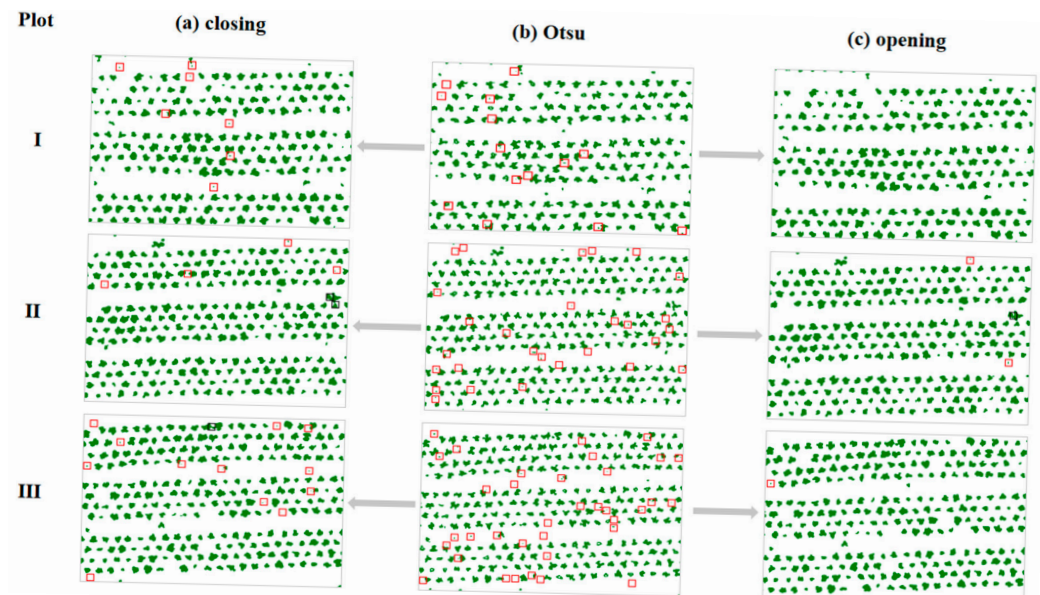 Plot
(a) closing
(b) Otsu
(c) opening
I
II
III